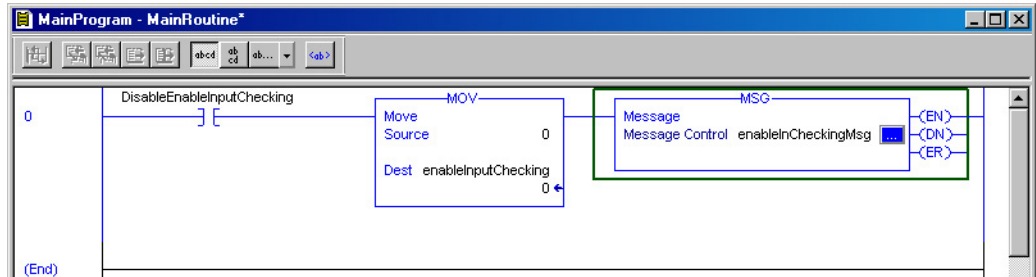 MainProgram - MainRoutine*
abcd ab cd ab... <ab>
DisableEnableInputChecking MOV MSG
0 Move Message (EN)
Source 0 Message Control enableInCheckingMsg ... (DN)
(ER)
Dest enableInputChecking
0
(End)